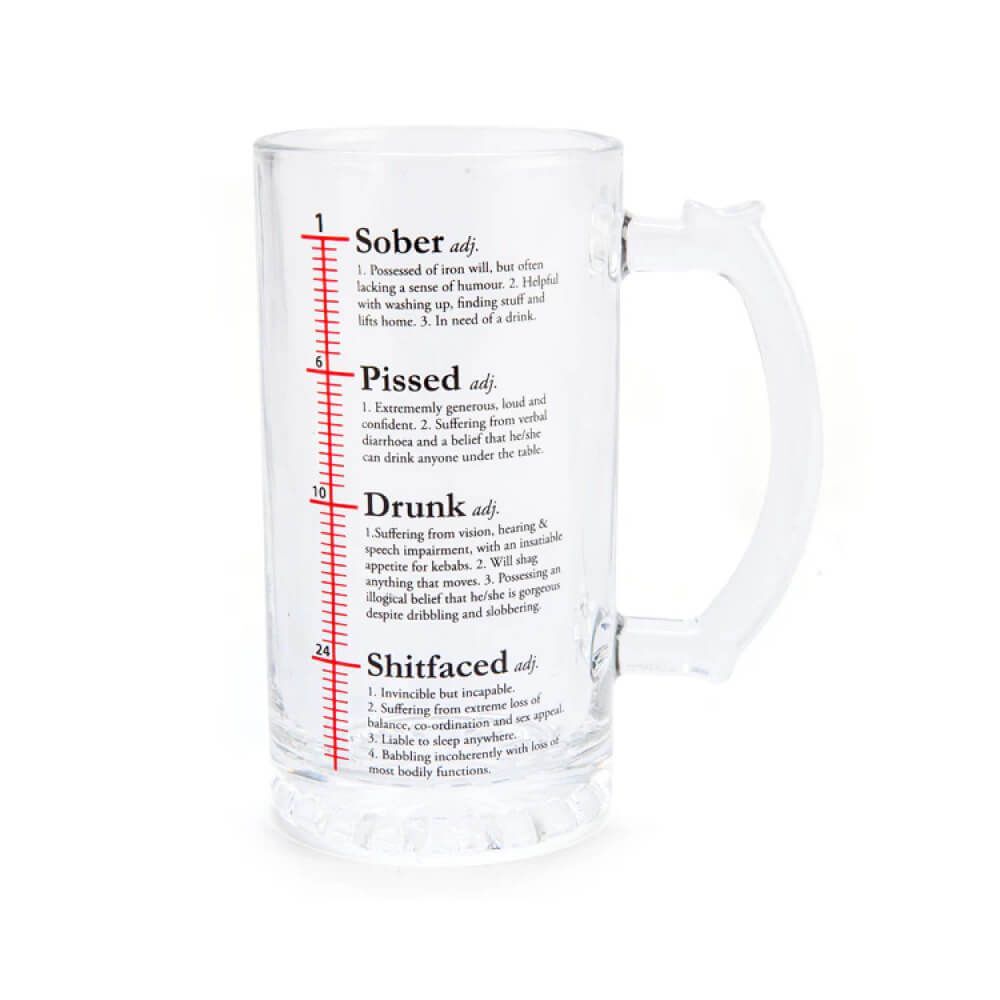 1
Sober adj.
1. Possessed of iron will, but often
lacking a sense of humour. 2. Helpful
with washing up, finding stuff and
lifts home. 3. In need of a drink.
6
Pissed adj.
1. Extrememly generous, loud and
confident. 2. Suffering from verbal
diarrhoea and a belief that he/she
can drink anyone under the table.
10
Drunk adj.
1.Suffering from vision, hearing &
speech impairment, with an insatiable
appetite for kebabs. 2. Will shag
anything that moves. 3. Possessing an
illogical belief that he/she is gorgeous
despite dribbling and slobbering.
24
Shitfaced adj.
1. Invincible but incapable.
2. Suffering from extreme loss of
balance, co-ordination and sex appeal.
3. Liable to sleep anywhere.
4. Babbling incoherently with loss of
most bodily functions.